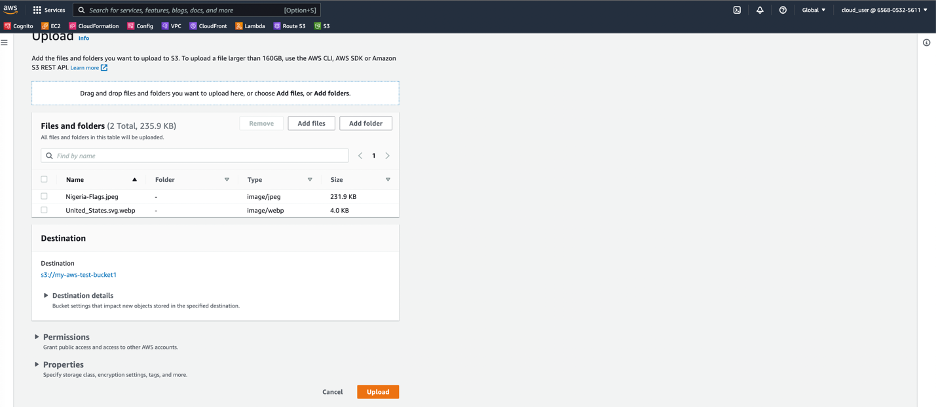 aws
Services
Search for services, features, blogs, docs, and more
[Option+S]
Global
cloud_user @ 6568-0532-5611
Cognito
EC2
CloudFormation
Config
VPC
CloudFront
Lambda
Route 53
S3
Upload Info
Add the files and folders you want to upload to S3. To upload a file larger than 160GB, use the AWS CLI, AWS SDK or Amazon
S3 REST API. Learn more
Drag and drop files and folders you want to upload here, or choose Add files, or Add folders.
Files and folders (2 Total, 235.9 KB)
Remove
Add files
Add folder
All files and folders in this table will be uploaded.
Find by name
1
Name Folder Type Size
Nigeria-Flags.jpeg - image/jpeg 231.9 KB
United_States.svg.webp - image/webp 4.0 KB
Destination
Destination
s3://my-aws-test-bucket1
Destination details
Bucket settings that impact new objects stored in the specified destination.
Permissions
Grant public access and access to other AWS accounts.
Properties
Specify storage class, encryption settings, tags, and more.
Cancel
Upload